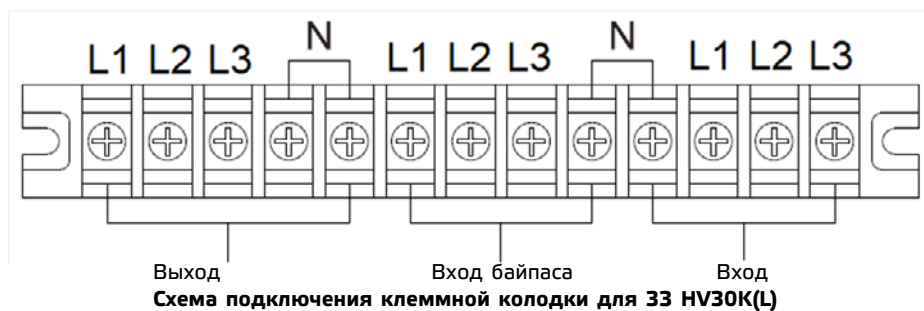 L1 L2 L3 N L1 L2 L3 N L1 L2 L3
Выход Вход байпаса Вход
Схема подключения клеммной колодки для 33 HV30K(L)